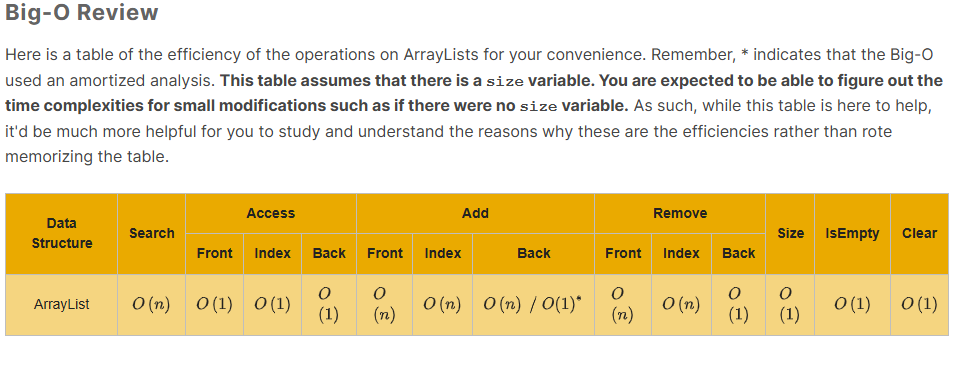 Big-O Review
Here is a table of the efficiency of the operations on ArrayLists for your convenience. Remember, * indicates that the Big-O
used an amortized analysis. This table assumes that there is a size variable. You are expected to be able to figure out the
time complexities for small modifications such as if there were no size variable. As such, while this table is here to help,
it'd be much more helpful for you to study and understand the reasons why these are the efficiencies rather than rote
memorizing the table.
Data Structure Search Access Add Remove Size IsEmpty Clear
Front Index Back Front Index Back Front Index Back
ArrayList O(n) O(1) O(1) O(1) O(n) O(n) O(n) / O(1)* O(n) O(n) O(1) O(1) O(1) O(1)